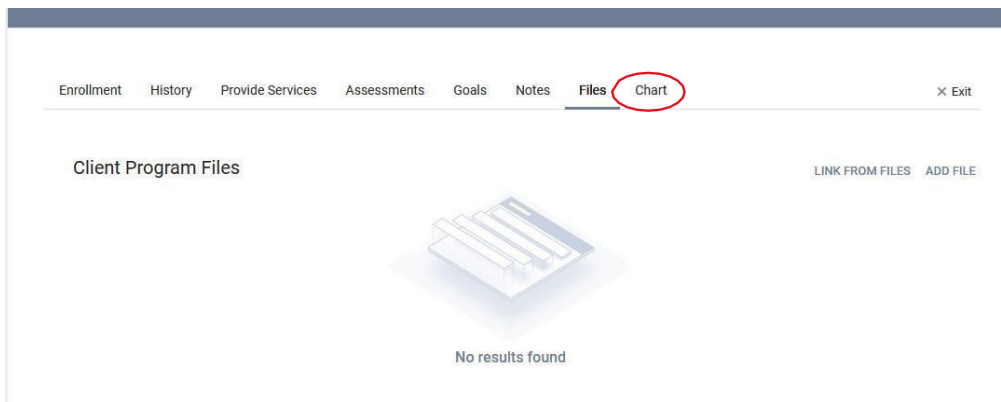 Enrollment History Provide Services Assessments Goals Notes Files Chart × Exit
Client Program Files LINK FROM FILES ADD FILE
No results found